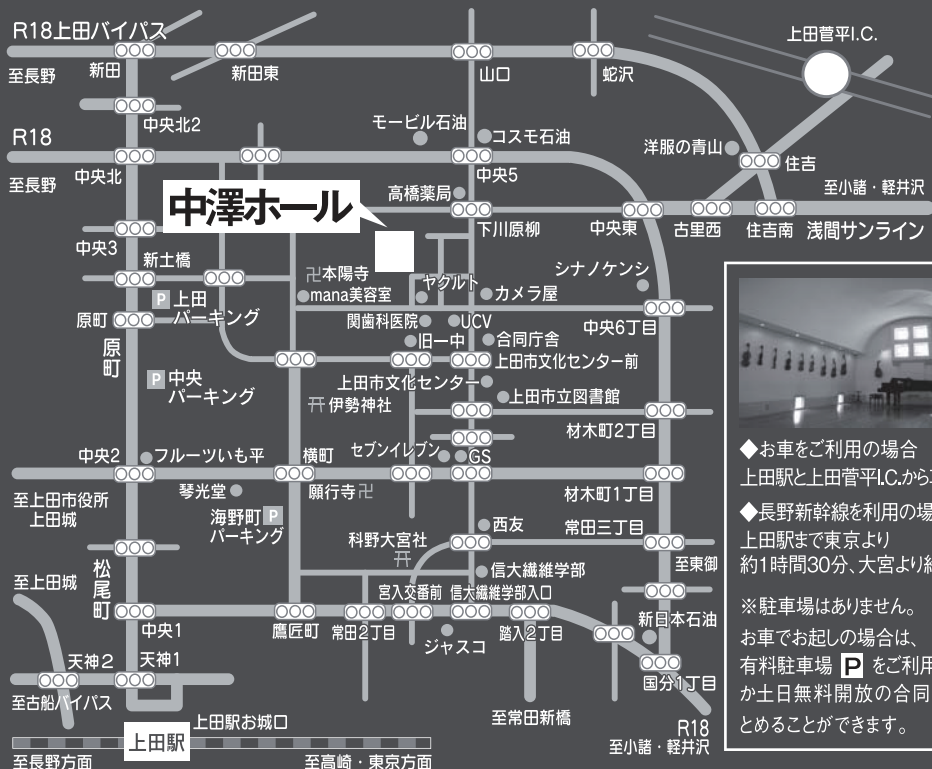 R18上田バイパス
至長野
新田
新田東
山口
蛇沢
上田菅平I.C.
中央北2
R18
至長野
中央北
モービル石油
コスモ石油
中央5
洋服の青山
住吉
至小諸・軽井沢
高橋薬局
中澤ホール
下川原柳
中央東
古里西
住吉南
浅間サンライン
中央3
新土橋
卍本陽寺
mana美容室
ヤクルト
カメラ屋
シナノケンシ
P 上田
パーキング
原町
原町
関歯科医院
UCV
中央6丁目
旧一中
合同庁舎
上田市文化センター前
P 中央
パーキング
上田市文化センター
伊勢神社
上田市立図書館
材木町2丁目
中央2
フルーツいも平
横町
セブンイレブン
GS
至上田市役所
上田城
琴光堂
願行寺卍
材木町1丁目
海野町P
パーキング
西友
常田三丁目
科野大宮社
至東御
至上田城
松尾町
信大繊維学部
宮入交番前
信大繊維学部入口
中央1
鷹匠町
常田2丁目
ジャスコ
踏入2丁目
新日本石油
天神2
天神1
国分1丁目
至古船バイパス
上田駅お城口
至常田新橋
R18
至小諸・軽井沢
上田駅
至長野方面
至高崎・東京方面
◆お車をご利用の場合
上田駅と上田菅平I.C.から
◆長野新幹線を利用の場
上田駅まで東京より
約1時間30分、大宮より
※駐車場はありません。
お車でお起しの場合は、
有料駐車場 P をご利用
か土日無料開放の合同
とめることができます。